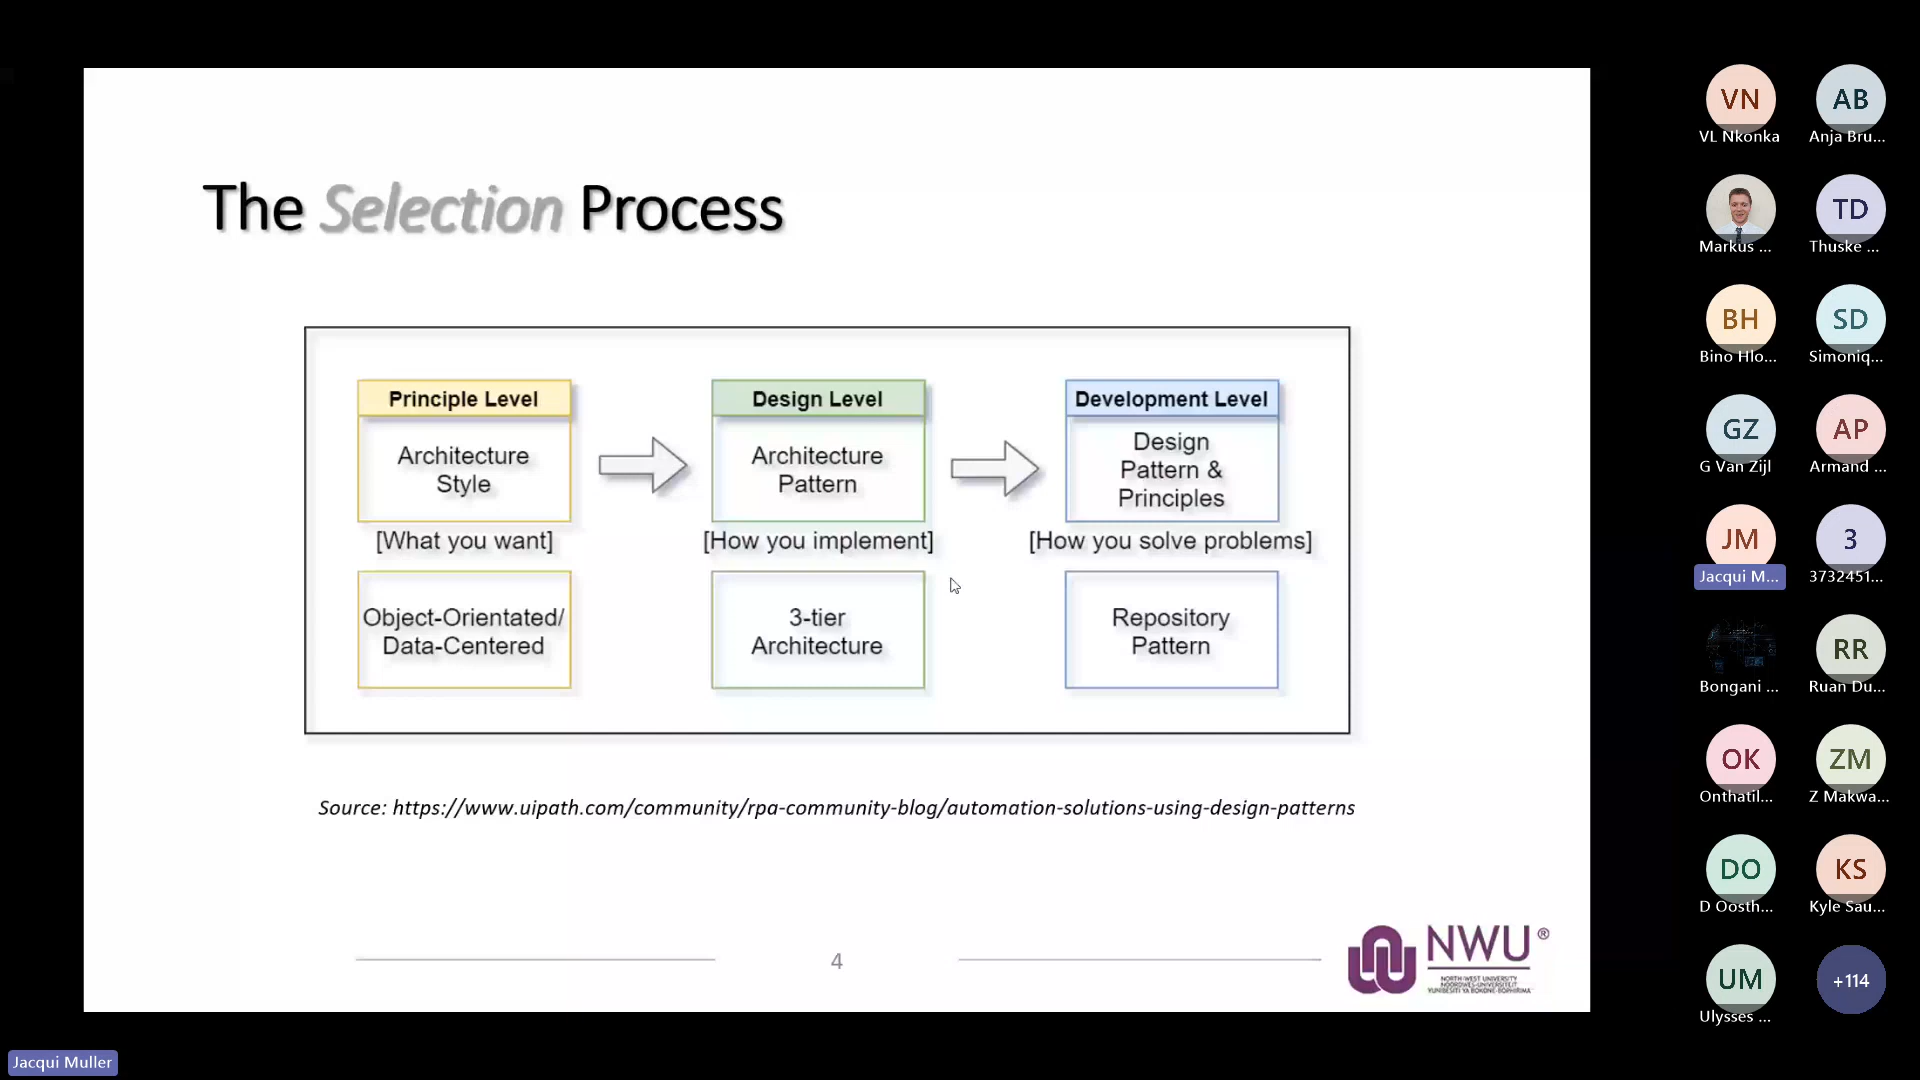 The Selection Process
Principle Level
Architecture
Style
[What you want]
Object-Orientated/
Data-Centered
Design Level
Architecture
Pattern
[How you implement]
3-tier
Architecture
Development Level
Design
Pattern &
Principles
[How you solve problems]
Repository
Pattern
Source: https://www.uipath.com/community/rpa-community-blog/automation-solutions-using-design-patterns
4
NWU ®
NORTH-WEST UNIVERSITY
NOORDWES-UNIVERSITEIT
YUNIBESITI YA BOKONE-BOPHIRIMA
VN
VL Nkonka
AB
Anja Bru...
Markus ...
TD
Thuske ...
BH
Bino Hlo...
SD
Simoniq...
GZ
G Van Zijl
AP
Armand ...
JM
Jacqui M...
3
3732451...
Bongani ...
RR
Ruan Du...
OK
Onthatil...
ZM
Z Makwa...
DO
D Oosth...
KS
Kyle Sau...
UM
Ulysses ...
+114
Jacqui Muller